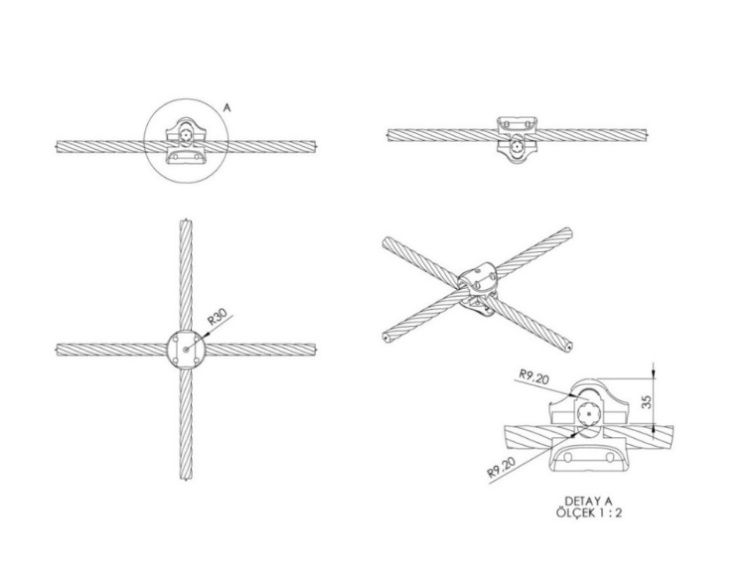 A
R30
R9.20
35
R9.20
DETAY A
ÖLÇEK 1 : 2